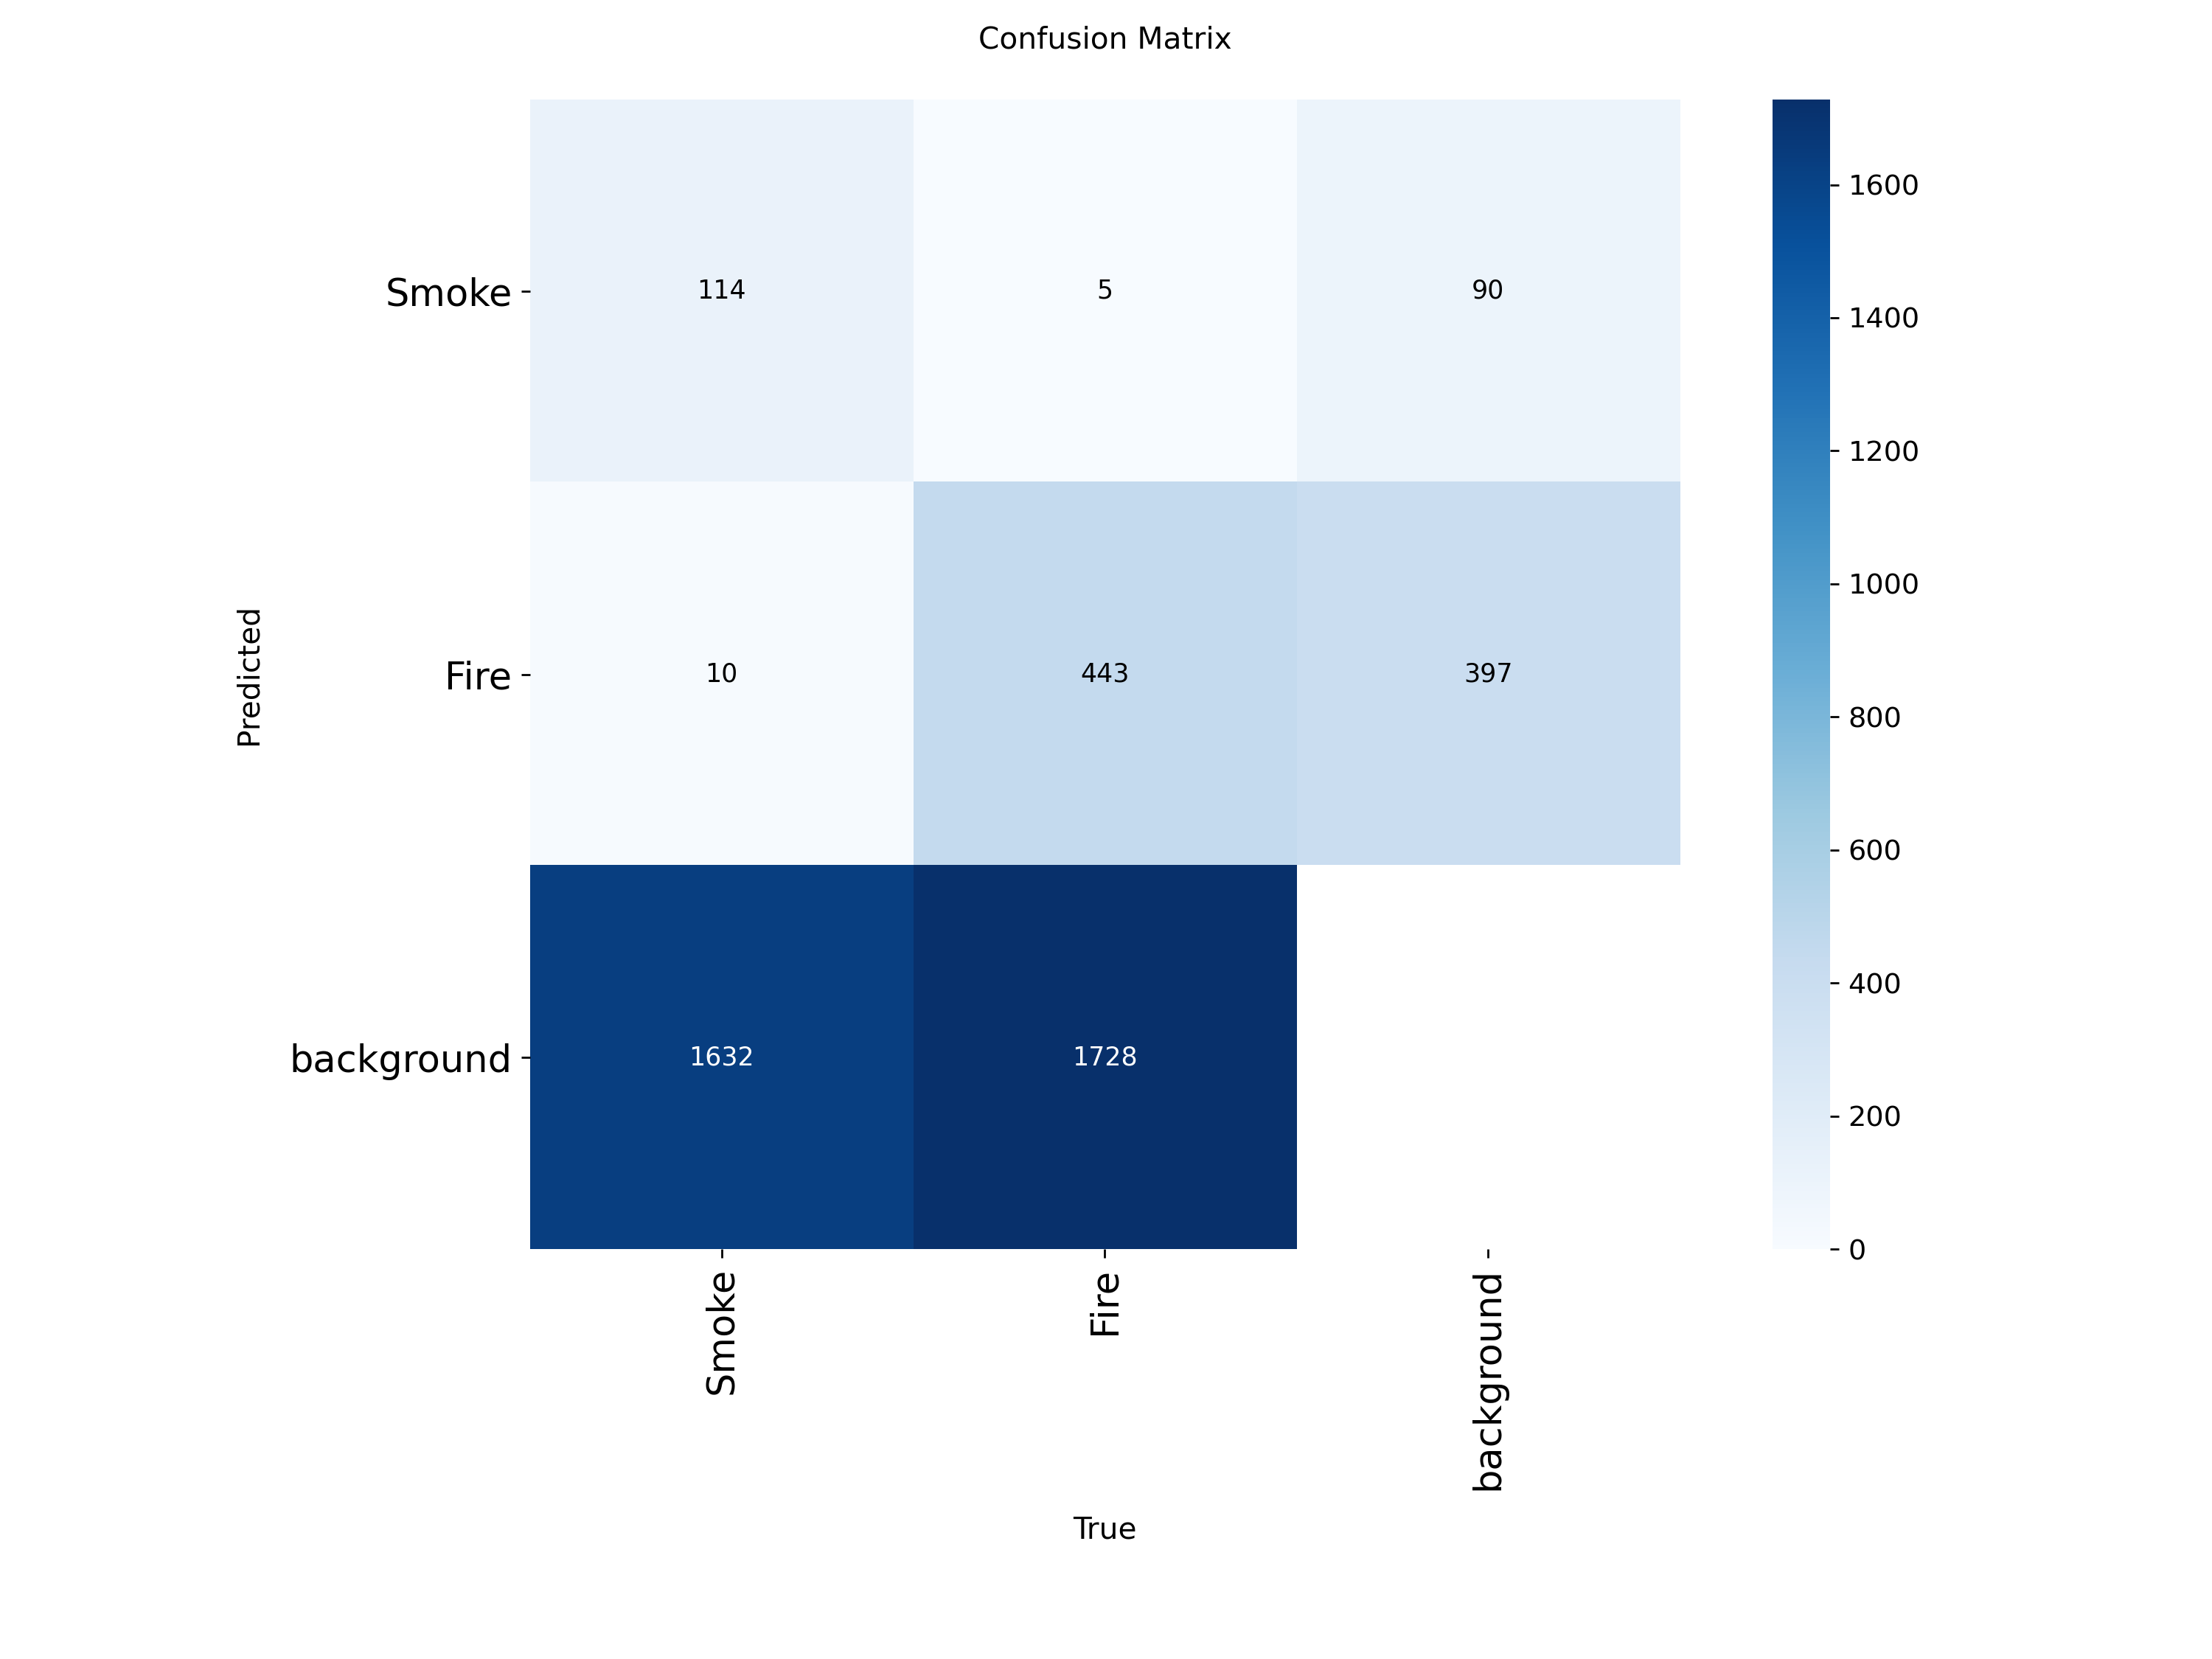 Confusion Matrix
Smoke
114
5
90
Fire
10
443
397
background
1632
1728
Predicted
Smoke
Fire
background
True
1600
1400
1200
1000
800
600
400
200
0